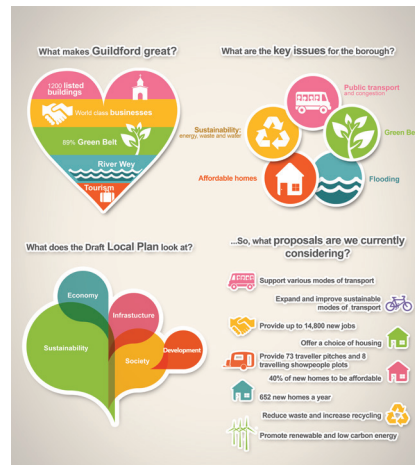 What makes Guildford great?
1200 listed
buildings
World class businesses
89% Green Belt
River Wey
Tourism
What are the key issues for the borough?
Public transport
and congestion
Sustainability:
energy, waste and water
Green Be
Affordable homes
Flooding
What does the Draft Local Plan look at?
Economy
Infrastucture
Sustainability
Society
Development
...So, what proposals are we currently
considering?
Support various modes of transport
Expand and improve sustainable
modes of transport
Provide up to 14,800 new jobs
Offer a choice of housing
Provide 73 traveller pitches and 8
travelling showpeople plots
40% of new homes to be affordable
652 new homes a year
Reduce waste and increase recycling
Promote renewable and low carbon energy